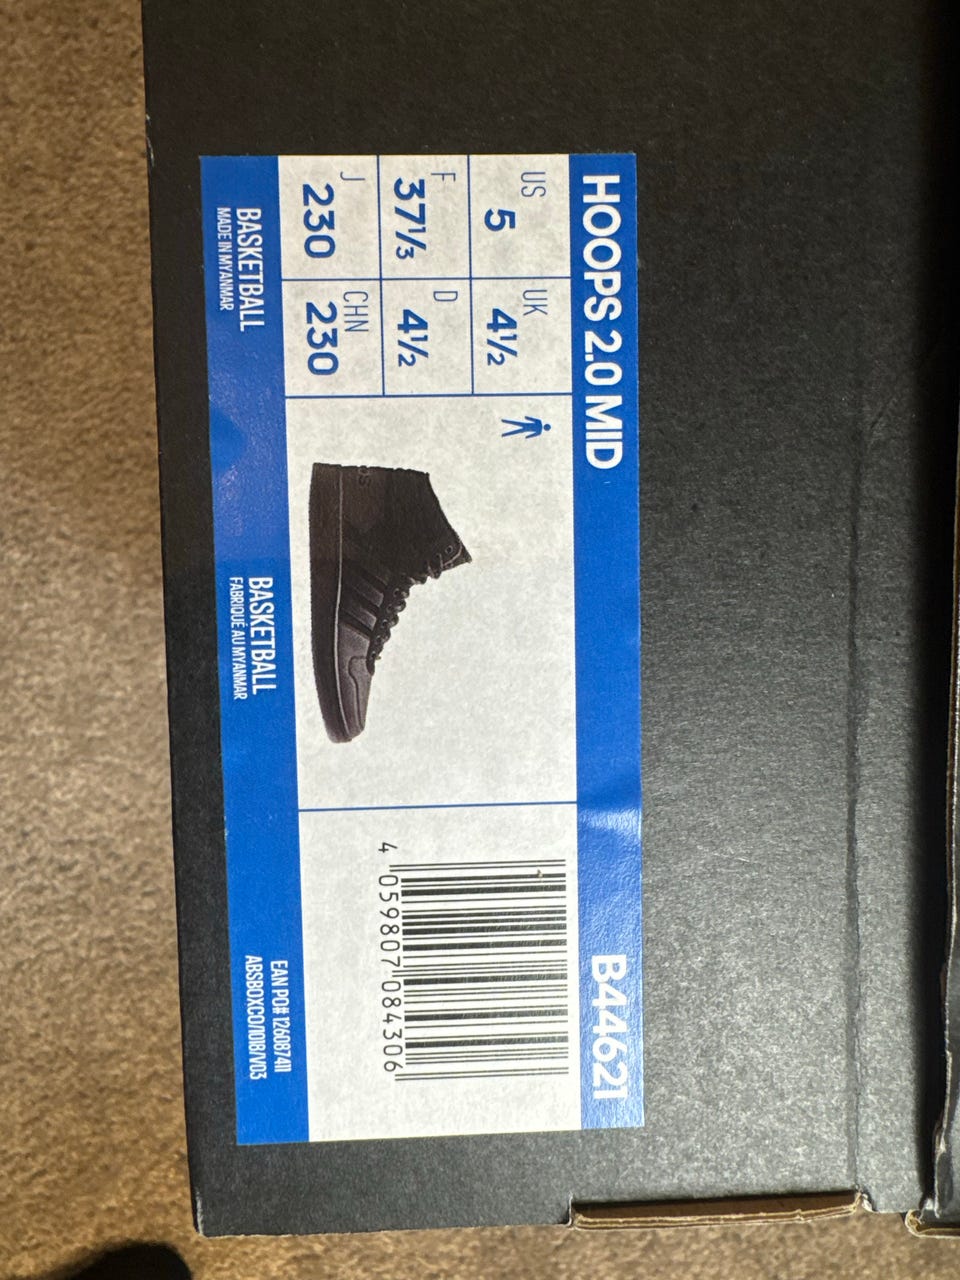 HOOPS 2.0 MID B44621
US 5 UK 4½
F 37⅓ D 4½
J 230 CHN 230
4 059807 084306
BASKETBALL BASKETBALL EAN PO# 126087411
MADE IN MYANMAR FABRIQUÉ AU MYANMAR ABSBOXCO/1018/V03